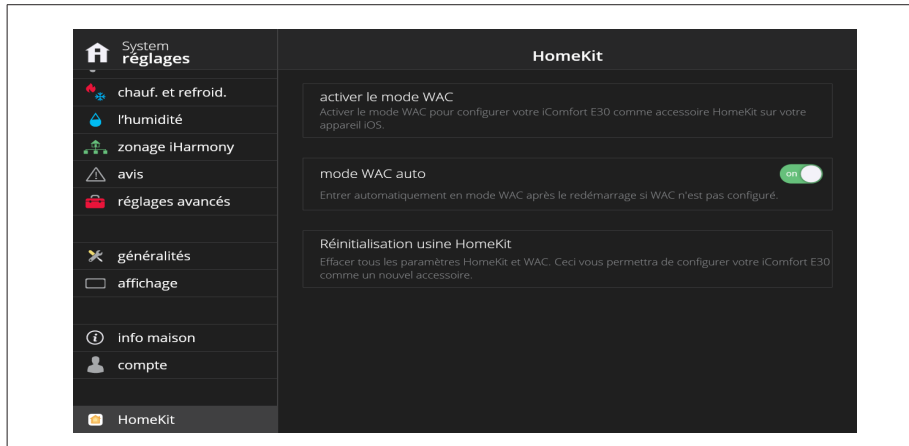 System
réglages
chauf. et refroid.
l'humidité
zonage iHarmony
avis
réglages avancés
généralités
affichage
info maison
compte
HomeKit
HomeKit
activer le mode WAC
Activer le mode WAC pour configurer votre iComfort E30 comme accessoire HomeKit sur votre
appareil iOS.
mode WAC auto
on
Entrer automatiquement en mode WAC après le redémarrage si WAC n'est pas configuré.
Réinitialisation usine HomeKit
Effacer tous les paramètres HomeKit et WAC. Ceci vous permettra de configurer votre iComfort E30
comme un nouvel accessoire.